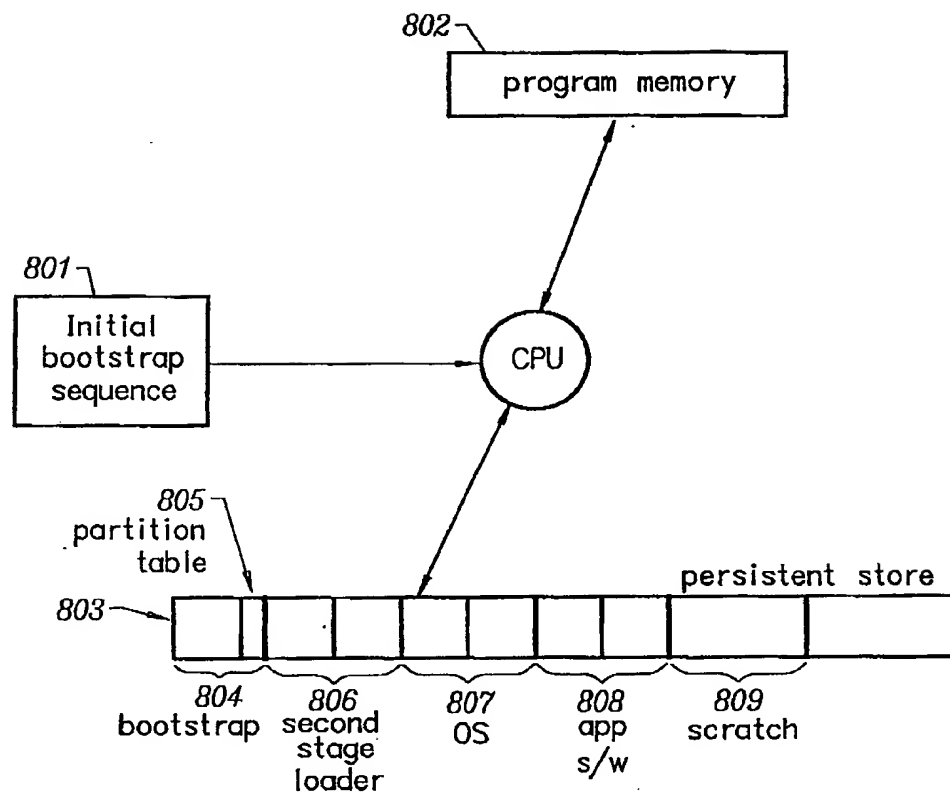 802
program memory
801
Initial
bootstrap
sequence
CPU
805
partition
table
persistent store
803
804
bootstrap
806
second
stage
loader
807
OS
808
app
s/w
809
scratch